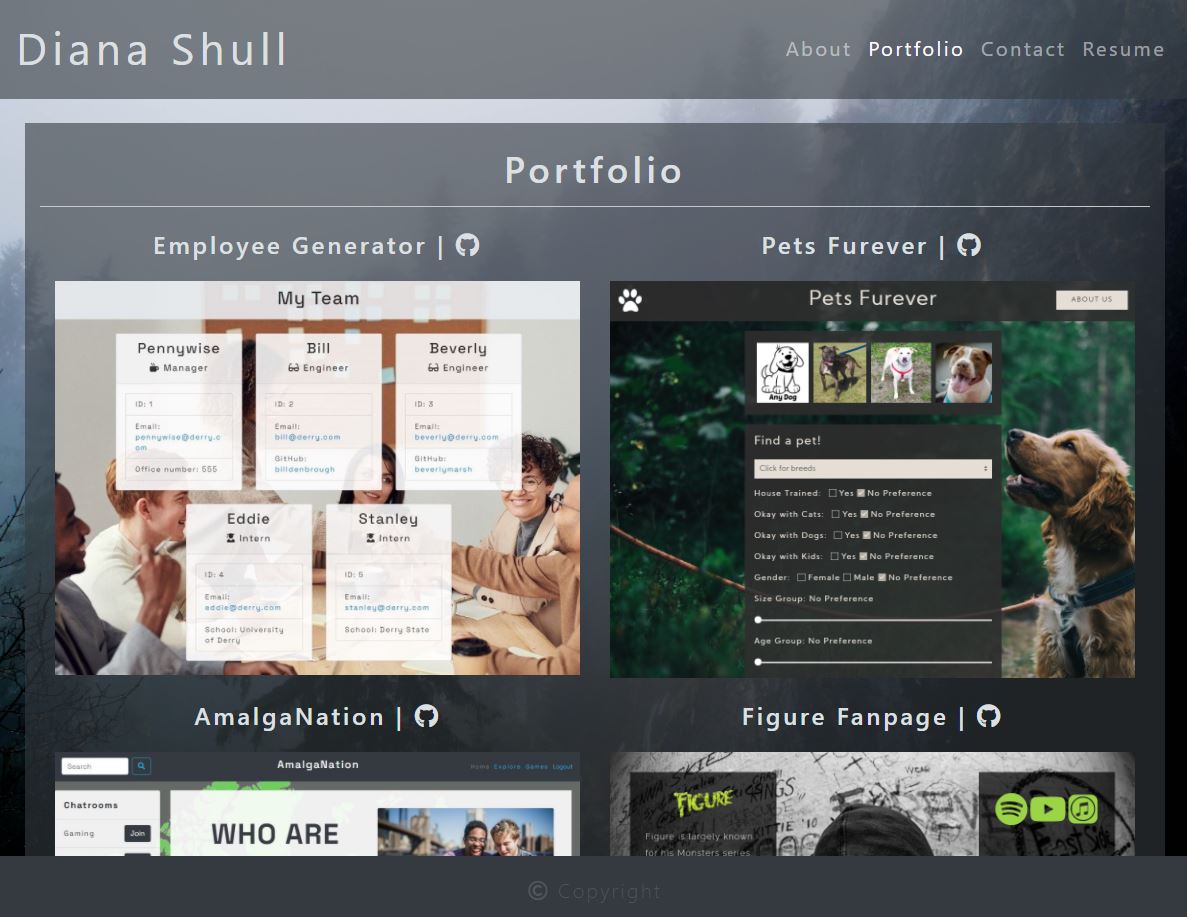 Diana Shull
About Portfolio Contact Resume
Portfolio
Employee Generator |
Pets Furever |
My Team
Pennywise
Manager
ID: 1
Email:
pennywise@derry.c
om
Office number: 555
Bill
Engineer
ID: 2
Email:
bill@derry.com
GitHub:
billdenbrough
Beverly
Engineer
ID: 3
Email:
beverly@derry.com
GitHub:
beverlymarsh
Eddie
Intern
ID: 4
Email:
eddie@derry.com
School: University
of Derry
Stanley
Intern
ID: 5
Email:
stanley@derry.com
School: Derry State
Pets Furever
ABOUT US
Any Dog
Find a pet!
Click for breeds
House Trained: Yes No Preference
Okay with Cats: Yes No Preference
Okay with Dogs: Yes No Preference
Okay with Kids: Yes No Preference
Gender: Female Male No Preference
Size Group: No Preference
Age Group: No Preference
AmalgaNation |
Figure Fanpage |
Search
AmalgaNation
Home Explore Games Logout
Chatrooms
Gaming Join
WHO ARE
FIGURE
Figure is largely known
for his Monsters series
KINGS
KITTIE '10
East Side
© Copyright